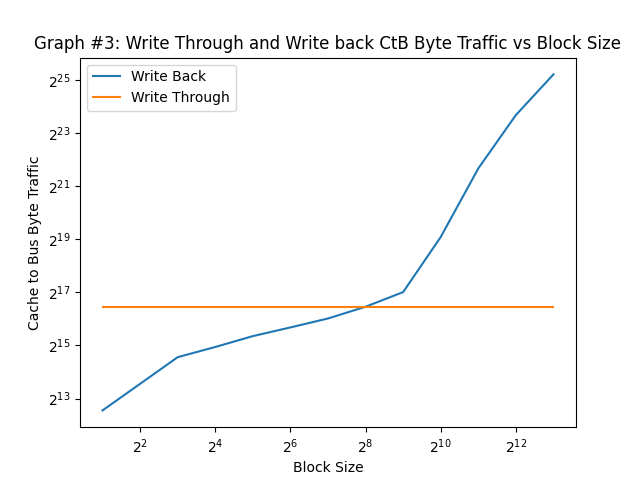 Graph #3: Write Through and Write back CtB Byte Traffic vs Block Size
Write Back
Write Through
Cache to Bus Byte Traffic
2^25
2^23
2^21
2^19
2^17
2^15
2^13
2^2 2^4 2^6 2^8 2^10 2^12
Block Size